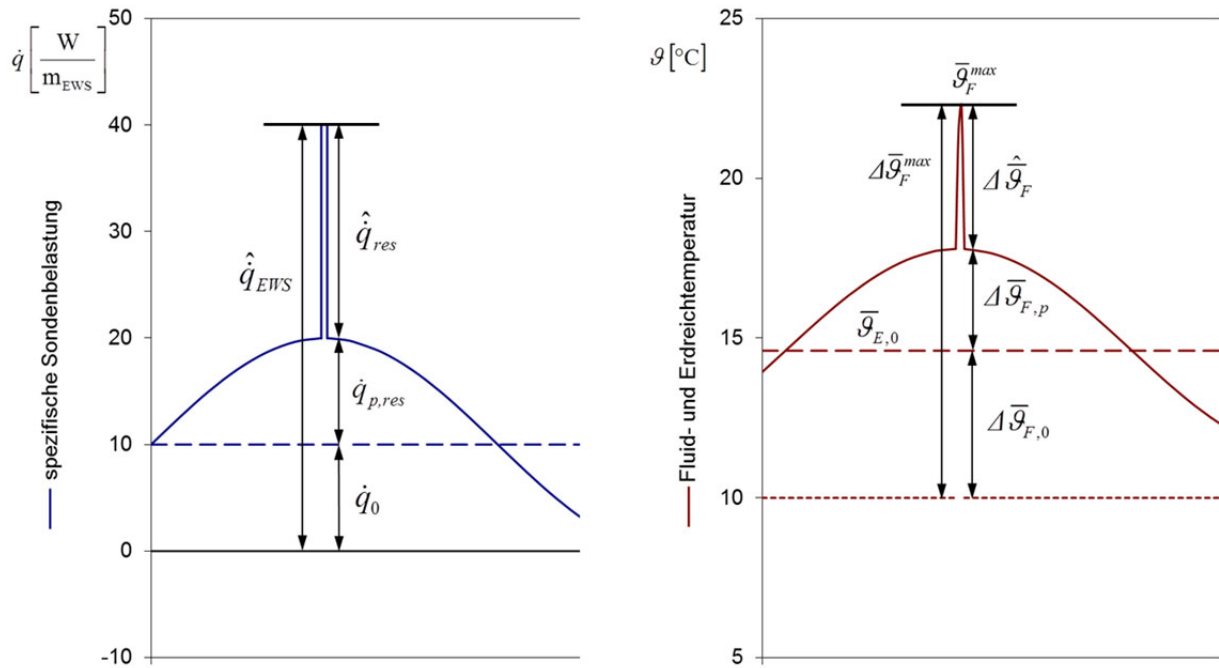 50
q̇ [W / m_EWS]
40
30
20
10
0
-10
spezifische Sondenbelastung
q̇̂_EWS
q̇̂_res
q̇_p,res
q̇_0
25
ϑ [°C]
20
15
10
5
Fluid- und Erdreichtemperatur
ϑ̅_F^max
Δϑ̅_F^max
Δϑ̅̂_F
Δϑ̅_F,p
ϑ̅_E,0
Δϑ̅_F,0